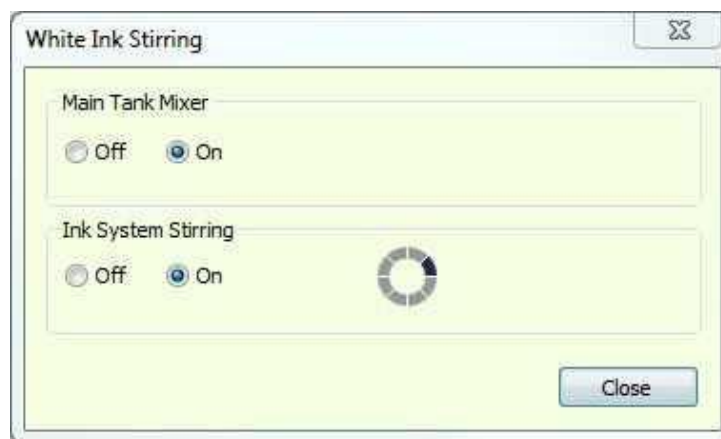 White Ink Stirring
Main Tank Mixer
Off On
Ink System Stirring
Off On
Close